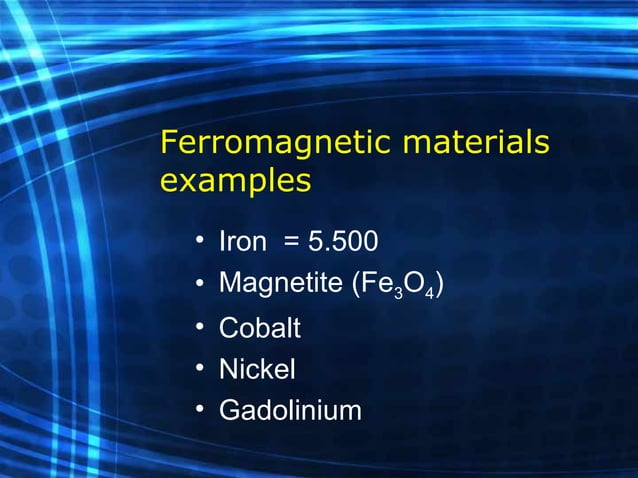 Ferromagnetic materials
examples
• Iron  = 5.500
• Magnetite (Fe₃O₄)
• Cobalt
• Nickel
• Gadolinium